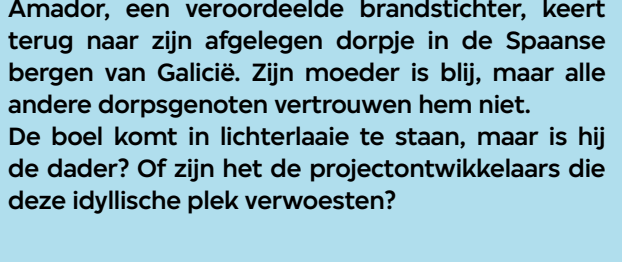 Amador, een veroordeelde brandstichter, keert
terug naar zijn afgelegen dorpje in de Spaanse
bergen van Galicië. Zijn moeder is blij, maar alle
andere dorpsgenoten vertrouwen hem niet.
De boel komt in lichterlaaie te staan, maar is hij
de dader? Of zijn het de projectontwikkelaars die
deze idyllische plek verwoesten?